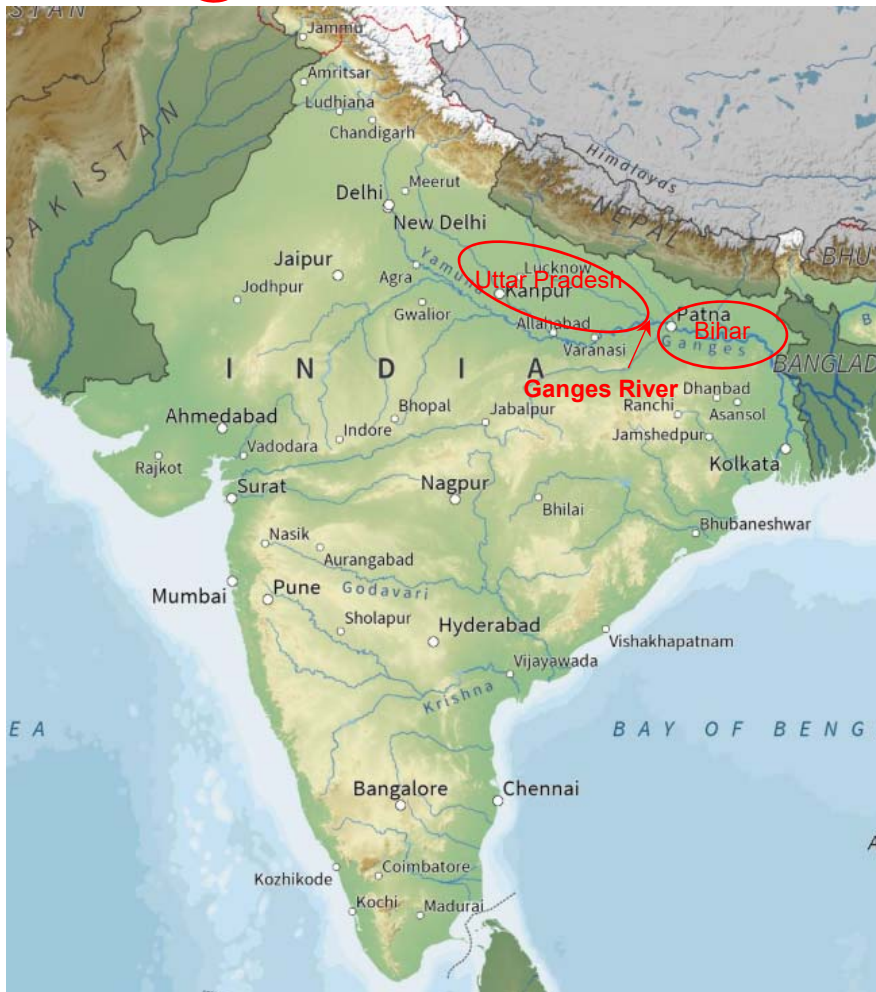 STAN
Jammu
Amritsar
Ludhiana
Chandigarh
PAKISTAN
Himalayas
Meerut
Delhi
New Delhi
NEPAL
BHU
Yamuna
Lucknow
Uttar Pradesh
Jaipur
Agra
Kanpur
Jodhpur
Gwalior
Patna
Allahabad
Bihar
Ganges
Varanasi
BANGLAD
INDIA
Ganges River
Dhanbad
Ahmedabad
Bhopal
Jabalpur
Ranchi
Asansol
Indore
Jamshedpur
Vadodara
Rajkot
Kolkata
Surat
Nagpur
Bhilai
Bhubaneshwar
Nasik
Aurangabad
Mumbai
Pune
Godavari
Sholapur
Hyderabad
Vishakhapatnam
Vijayawada
Krishna
EA
BAY OF BENG
Bangalore
Chennai
Coimbatore
Kozhikode
Kochi
Madurai